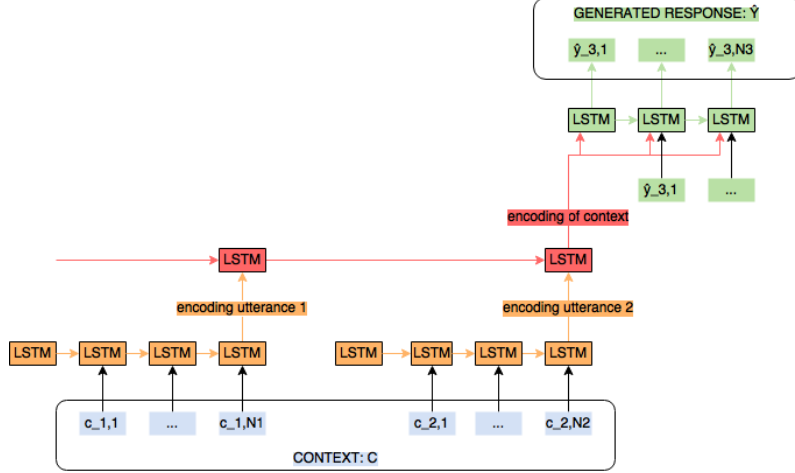 GENERATED RESPONSE: Ŷ
ŷ_3,1 ... ŷ_3,N3
LSTM LSTM LSTM
ŷ_3,1 ...
encoding of context
LSTM LSTM
encoding utterance 1 encoding utterance 2
LSTM LSTM LSTM LSTM LSTM LSTM LSTM LSTM
c_1,1 ... c_1,N1 c_2,1 ... c_2,N2
CONTEXT: C